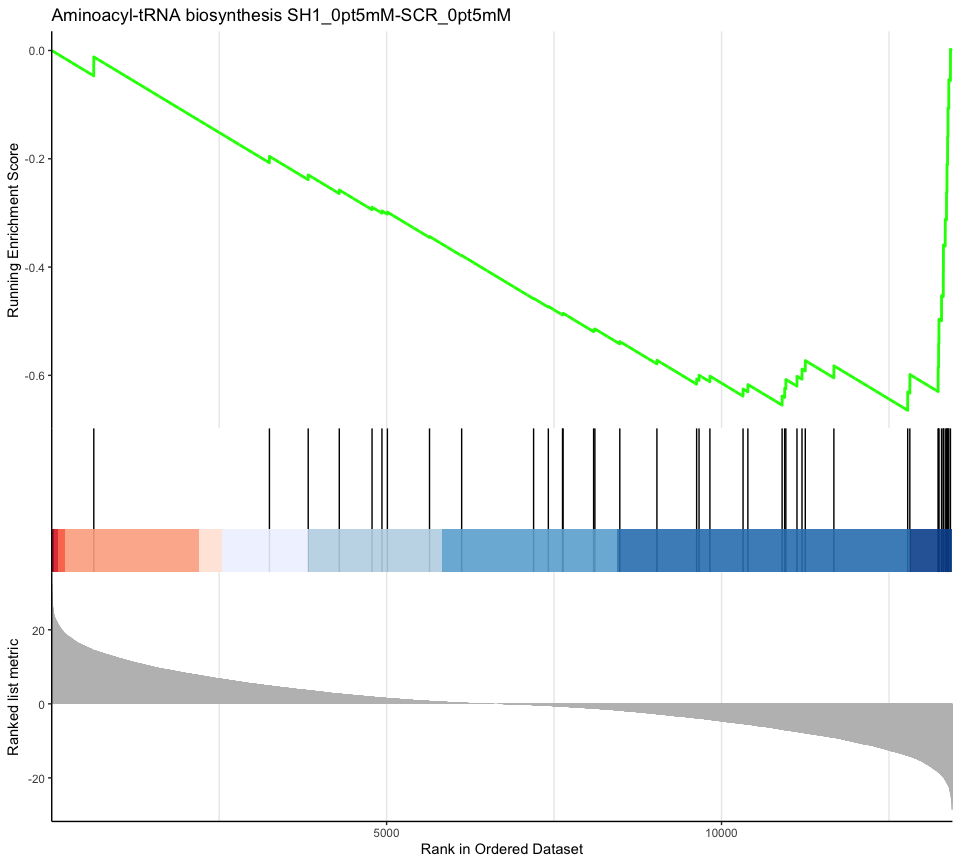 Aminoacyl-tRNA biosynthesis SH1_0pt5mM-SCR_0pt5mM
0.0
-0.2
-0.4
-0.6
Running Enrichment Score
20
0
-20
Ranked list metric
5000
10000
Rank in Ordered Dataset